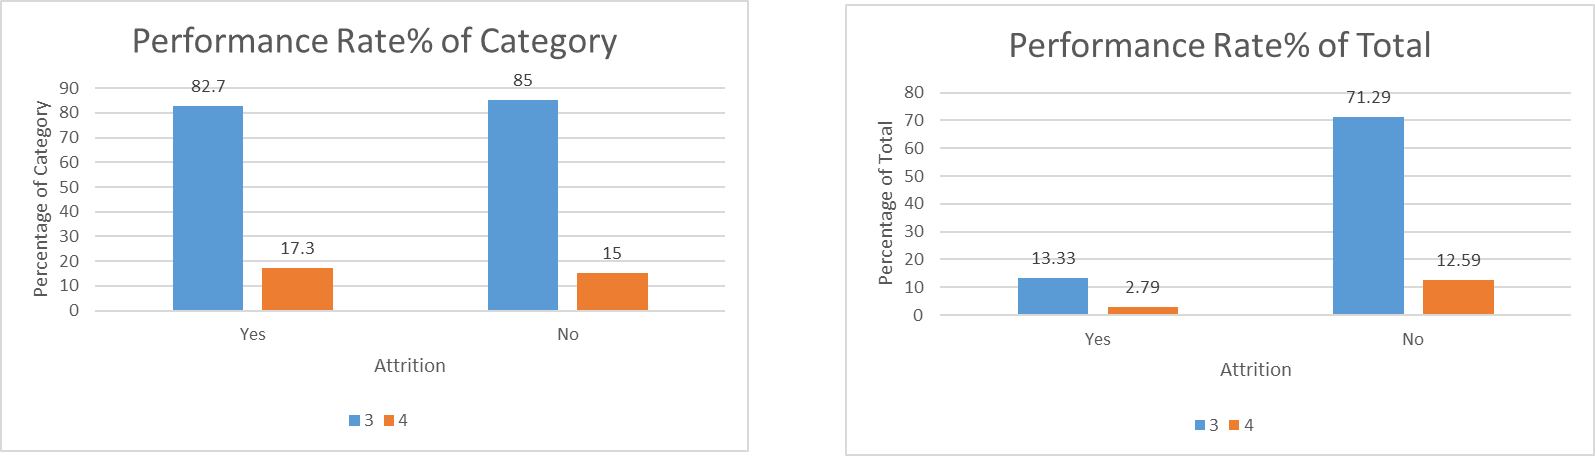 Performance Rate% of Category
Percentage of Category
90
80
70
60
50
40
30
20
10
0
82.7
17.3
85
15
Yes
No
Attrition
3 4
Performance Rate% of Total
Percentage of Total
80
70
60
50
40
30
20
10
0
13.33
2.79
71.29
12.59
Yes
No
Attrition
3 4